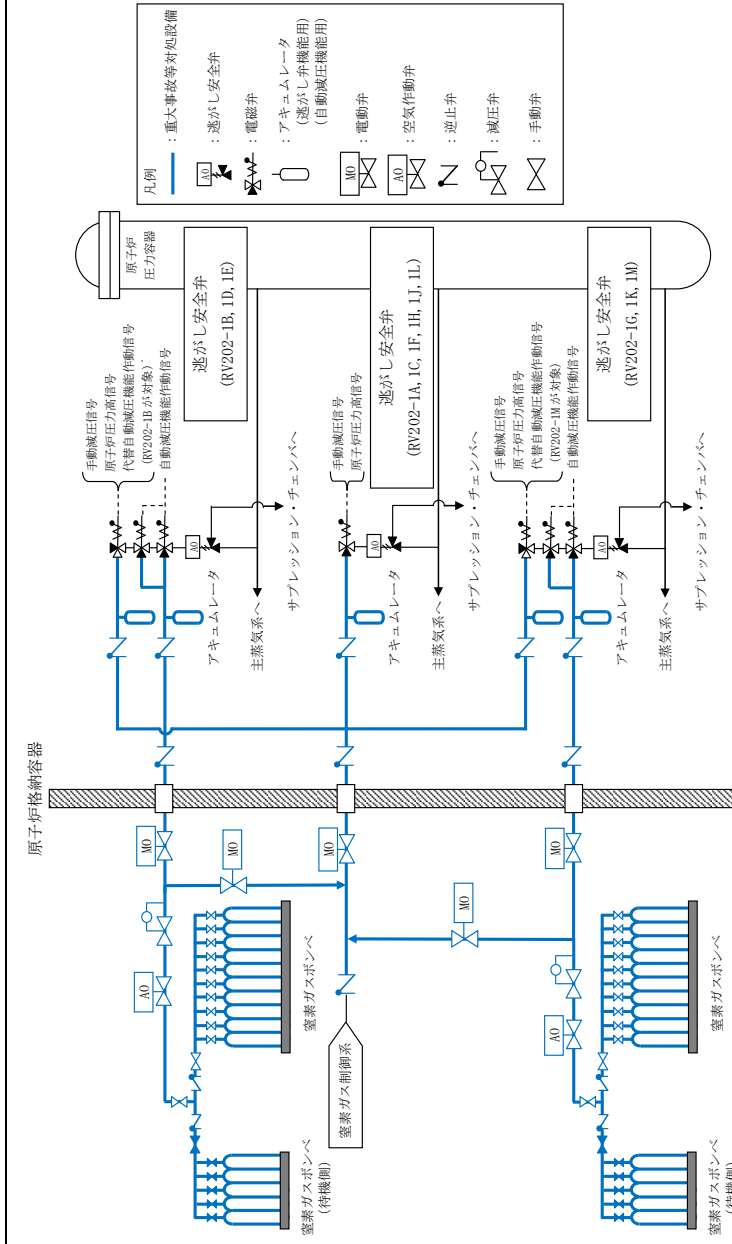 凡例
：重大事故等対処設備
AO
：逃がし安全弁
：電磁弁
：アキュムレータ
(逃がし弁機能用)
(自動減圧機能用)
MO
：電動弁
AO
：空気作動弁
：逆止弁
：減圧弁
：手動弁
原子炉格納容器
原子炉
圧力容器
手動減圧信号
原子炉圧力高信号
代替自動減圧機能作動信号
(RV202-1Bが対象)
自動減圧機能作動信号
逃がし安全弁
(RV202-1B, 1D, 1E)
AO
アキュムレータ
主蒸気系へ
サプレッション・チェンバへ
手動減圧信号
原子炉圧力高信号
逃がし安全弁
(RV202-1A, 1C, 1F, 1H, 1J, 1L)
AO
アキュムレータ
主蒸気系へ
サプレッション・チェンバへ
手動減圧信号
原子炉圧力高信号
代替自動減圧機能作動信号
(RV202-1Mが対象)
自動減圧機能作動信号
逃がし安全弁
(RV202-1G, 1K, 1M)
AO
アキュムレータ
主蒸気系へ
サプレッション・チェンバへ
MO
MO
MO
MO
MO
AO
AO
窒素ガス制御系
窒素ガスボンベ
窒素ガスボンベ
(待機側)
窒素ガスボンベ
窒素ガスボンベ
(待機側)